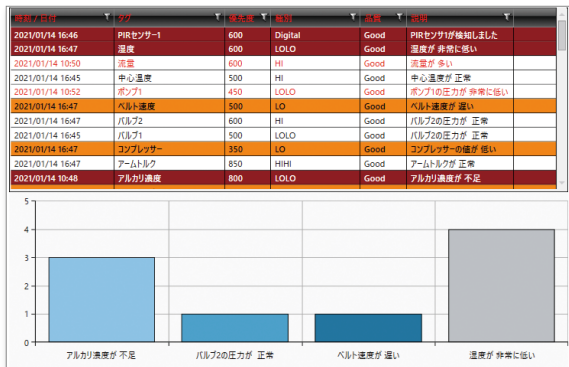 時刻 / 日付 タグ 優先度 種別 品質 説明
2021/01/14 16:46 PIRセンサー1 600 Digital Good PIRセンサ1が検知しました
2021/01/14 16:47 湿度 600 LOLO Good 湿度が 非常に低い
2021/01/14 10:50 流量 600 HI Good 流量が 多い
2021/01/14 16:45 中心温度 500 HI Good 中心温度が 正常
2021/01/14 10:52 ポンプ1 450 LOLO Good ポンプ1の圧力が 非常に低い
2021/01/14 16:47 ベルト速度 500 LO Good ベルト速度が 遅い
2021/01/14 16:47 バルブ2 600 HI Good バルブ2の圧力が 正常
2021/01/14 16:45 バルブ1 500 LOLO Good バルブ2の圧力が 正常
2021/01/14 16:47 コンプレッサー 350 LO Good コンプレッサーの値が 低い
2021/01/14 16:47 アームトルク 850 HIHI Good アームトルクが 正常
2021/01/14 10:48 アルカリ濃度 800 LOLO Good アルカリ濃度が 不足
5
4
3
2
1
0
アルカリ濃度が 不足 バルブ2の圧力が 正常 ベルト速度が 遅い 湿度が 非常に低い